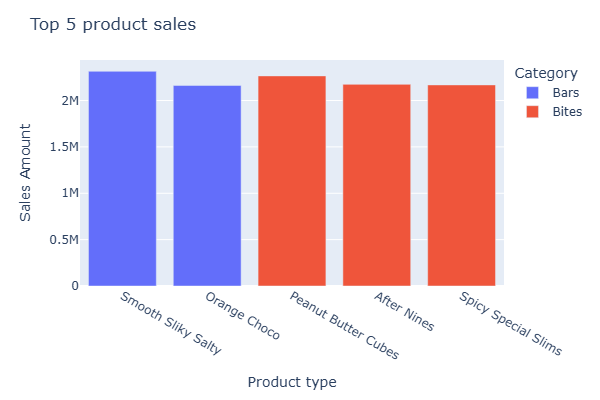 Top 5 product sales
Category
Bars
Bites
Sales Amount
2M
1.5M
1M
0.5M
0
Smooth Sliky Salty
Orange Choco
Peanut Butter Cubes
After Nines
Spicy Special Slims
Product type